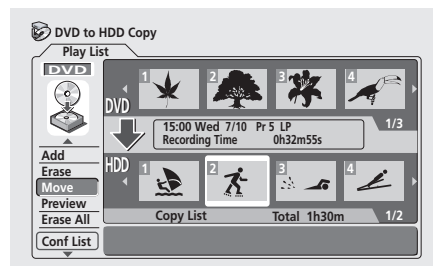 DVD to HDD Copy
Play List
DVD
1 2 3 4
DVD
15:00 Wed 7/10 Pr 5 LP
Recording Time 0h32m55s
1/3
HDD
1 2 3 4
Add
Erase
Move
Preview
Erase All
Copy List Total 1h30m 1/2
Conf List